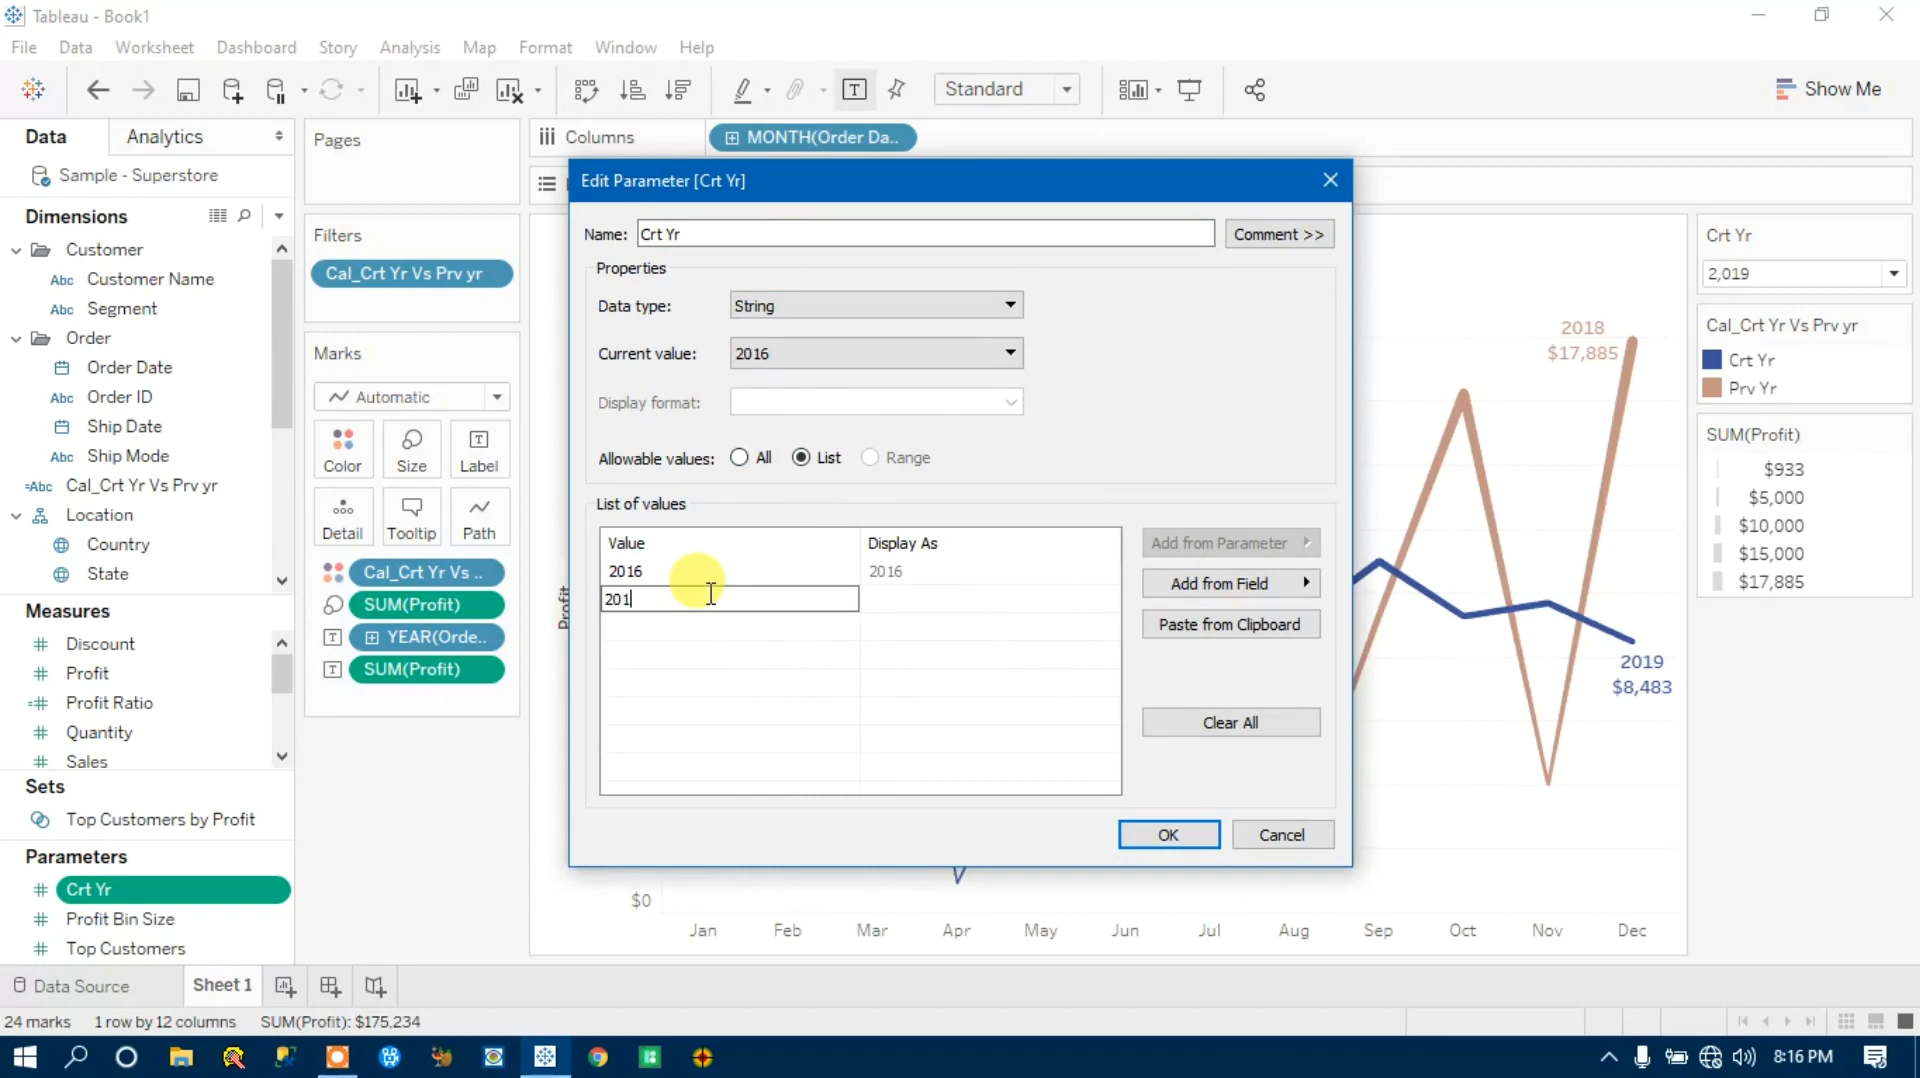 Tableau - Book1
File Data Worksheet Dashboard Story Analysis Map Format Window Help
Standard
Show Me
Data
Analytics
Sample - Superstore
Dimensions
Customer
Abc Customer Name
Abc Segment
Order
Order Date
Abc Order ID
Ship Date
Abc Ship Mode
=Abc Cal_Crt Yr Vs Prv yr
Location
Country
State
Measures
# Discount
# Profit
=# Profit Ratio
# Quantity
# Sales
Sets
Top Customers by Profit
Parameters
# Crt Yr
# Profit Bin Size
# Top Customers
Pages
Filters
Cal_Crt Yr Vs Prv yr
Marks
Automatic
Color Size Label
Detail Tooltip Path
Cal_Crt Yr Vs ..
SUM(Profit)
YEAR(Orde..
SUM(Profit)
Columns
MONTH(Order Da..
Edit Parameter [Crt Yr]
Name: Crt Yr
Comment >>
Properties
Data type: String
Current value: 2016
Display format:
Allowable values: All List Range
List of values
Value Display As
2016 2016
201
Add from Parameter
Add from Field
Paste from Clipboard
Clear All
OK Cancel
Profit
2018
$17,885
2019
$8,483
$0
Jan Feb Mar Apr May Jun Jul Aug Sep Oct Nov Dec
Crt Yr
2,019
Cal_Crt Yr Vs Prv yr
Crt Yr
Prv Yr
SUM(Profit)
$933
$5,000
$10,000
$15,000
$17,885
Data Source
Sheet 1
24 marks 1 row by 12 columns SUM(Profit): $175,234
8:16 PM